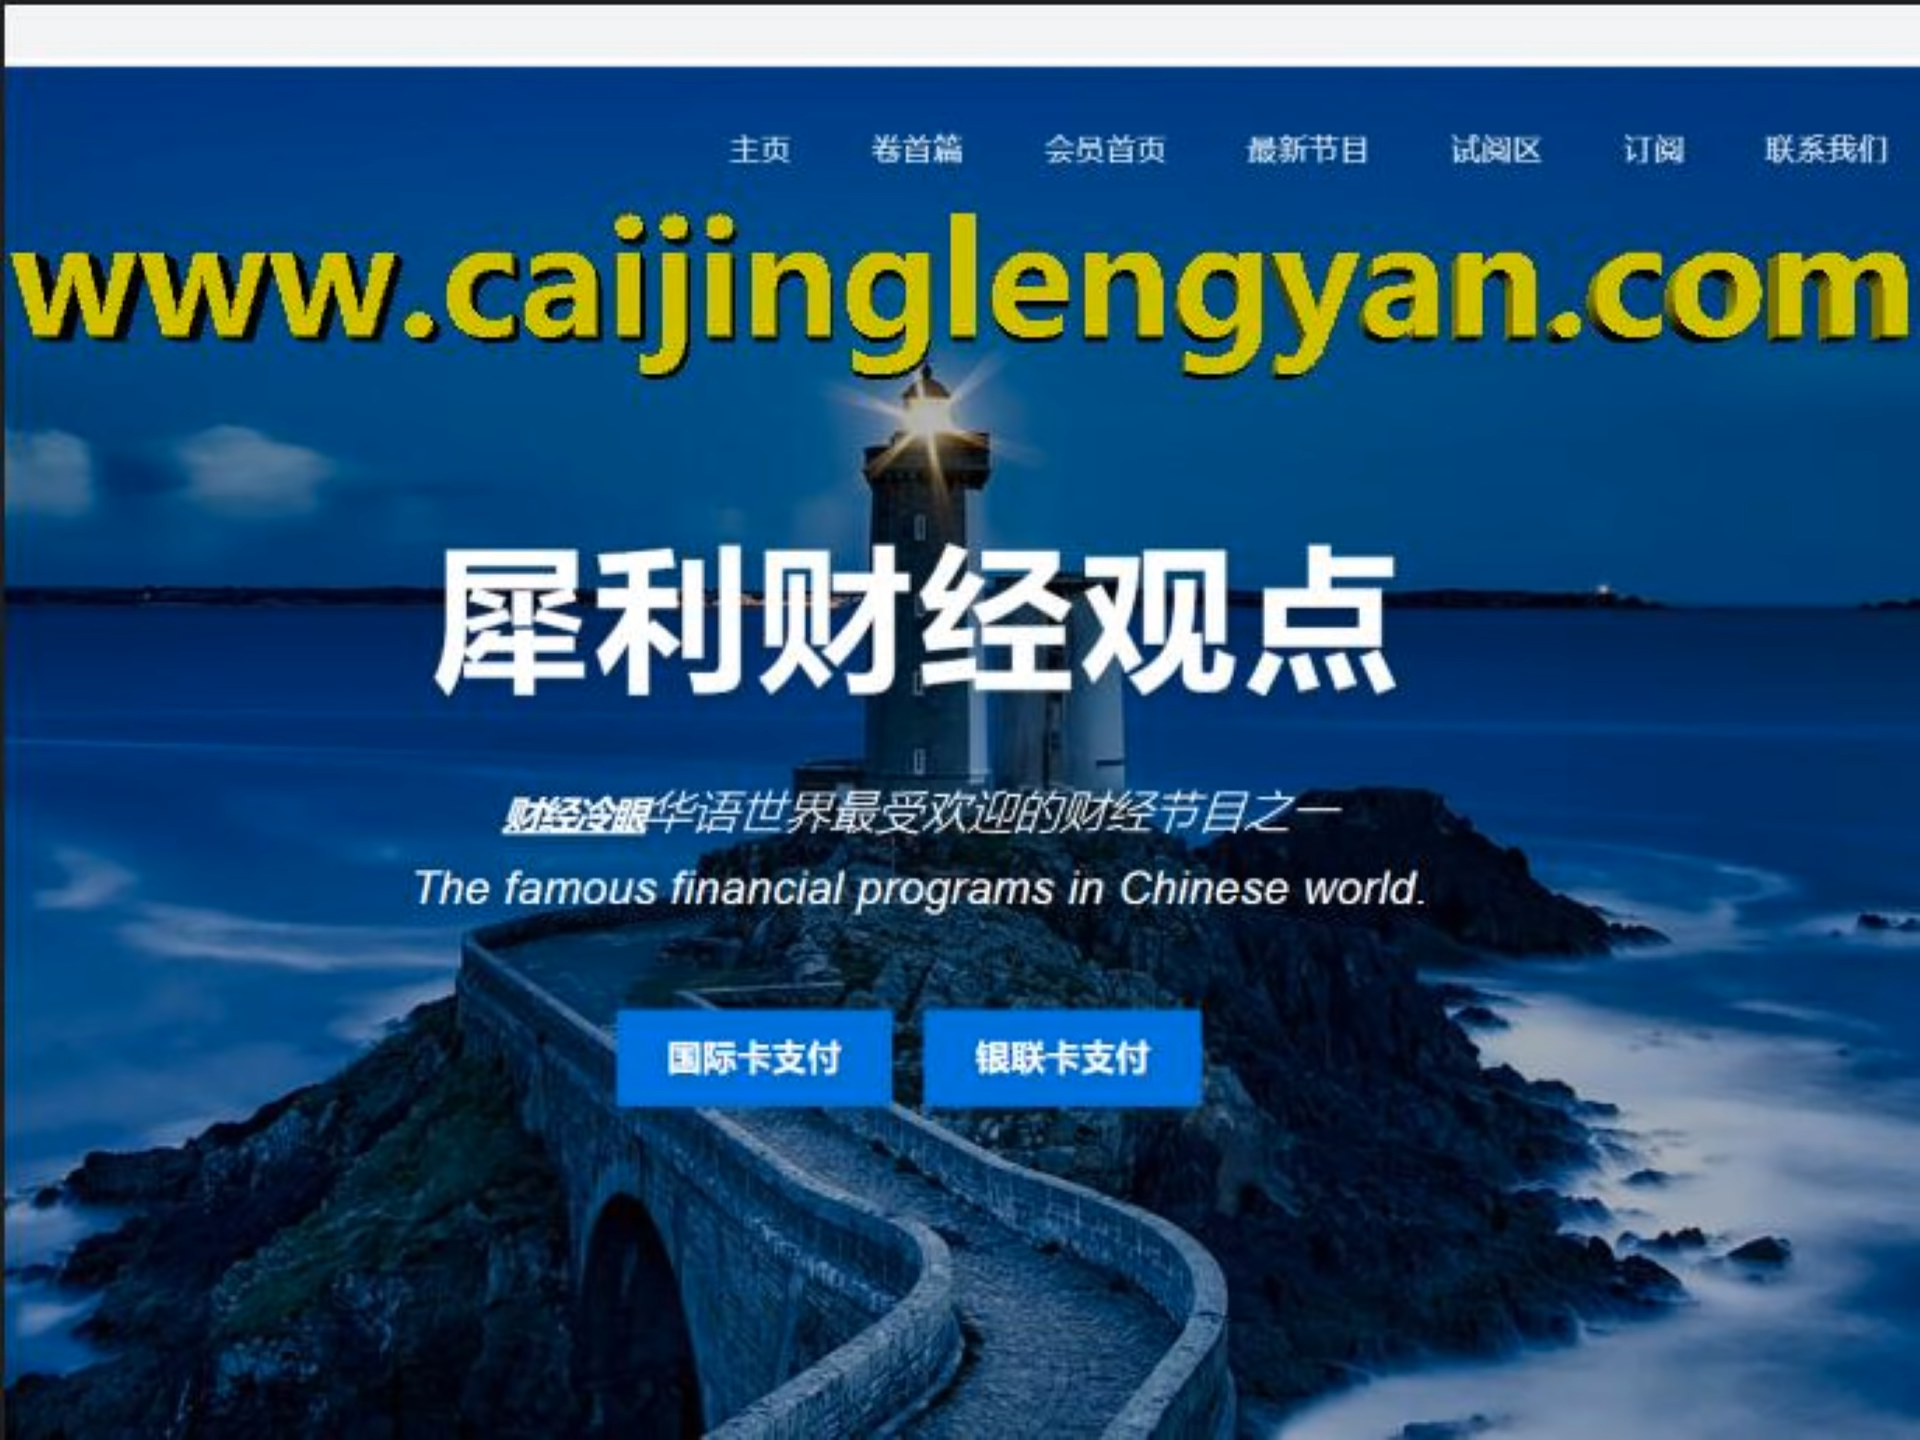 主页 卷首篇 会员首页 最新节目 试阅区 订阅 联系我们
www.caijinglengyan.com
犀利财经观点
财经冷眼华语世界最受欢迎的财经节目之一
The famous financial programs in Chinese world.
国际卡支付 银联卡支付